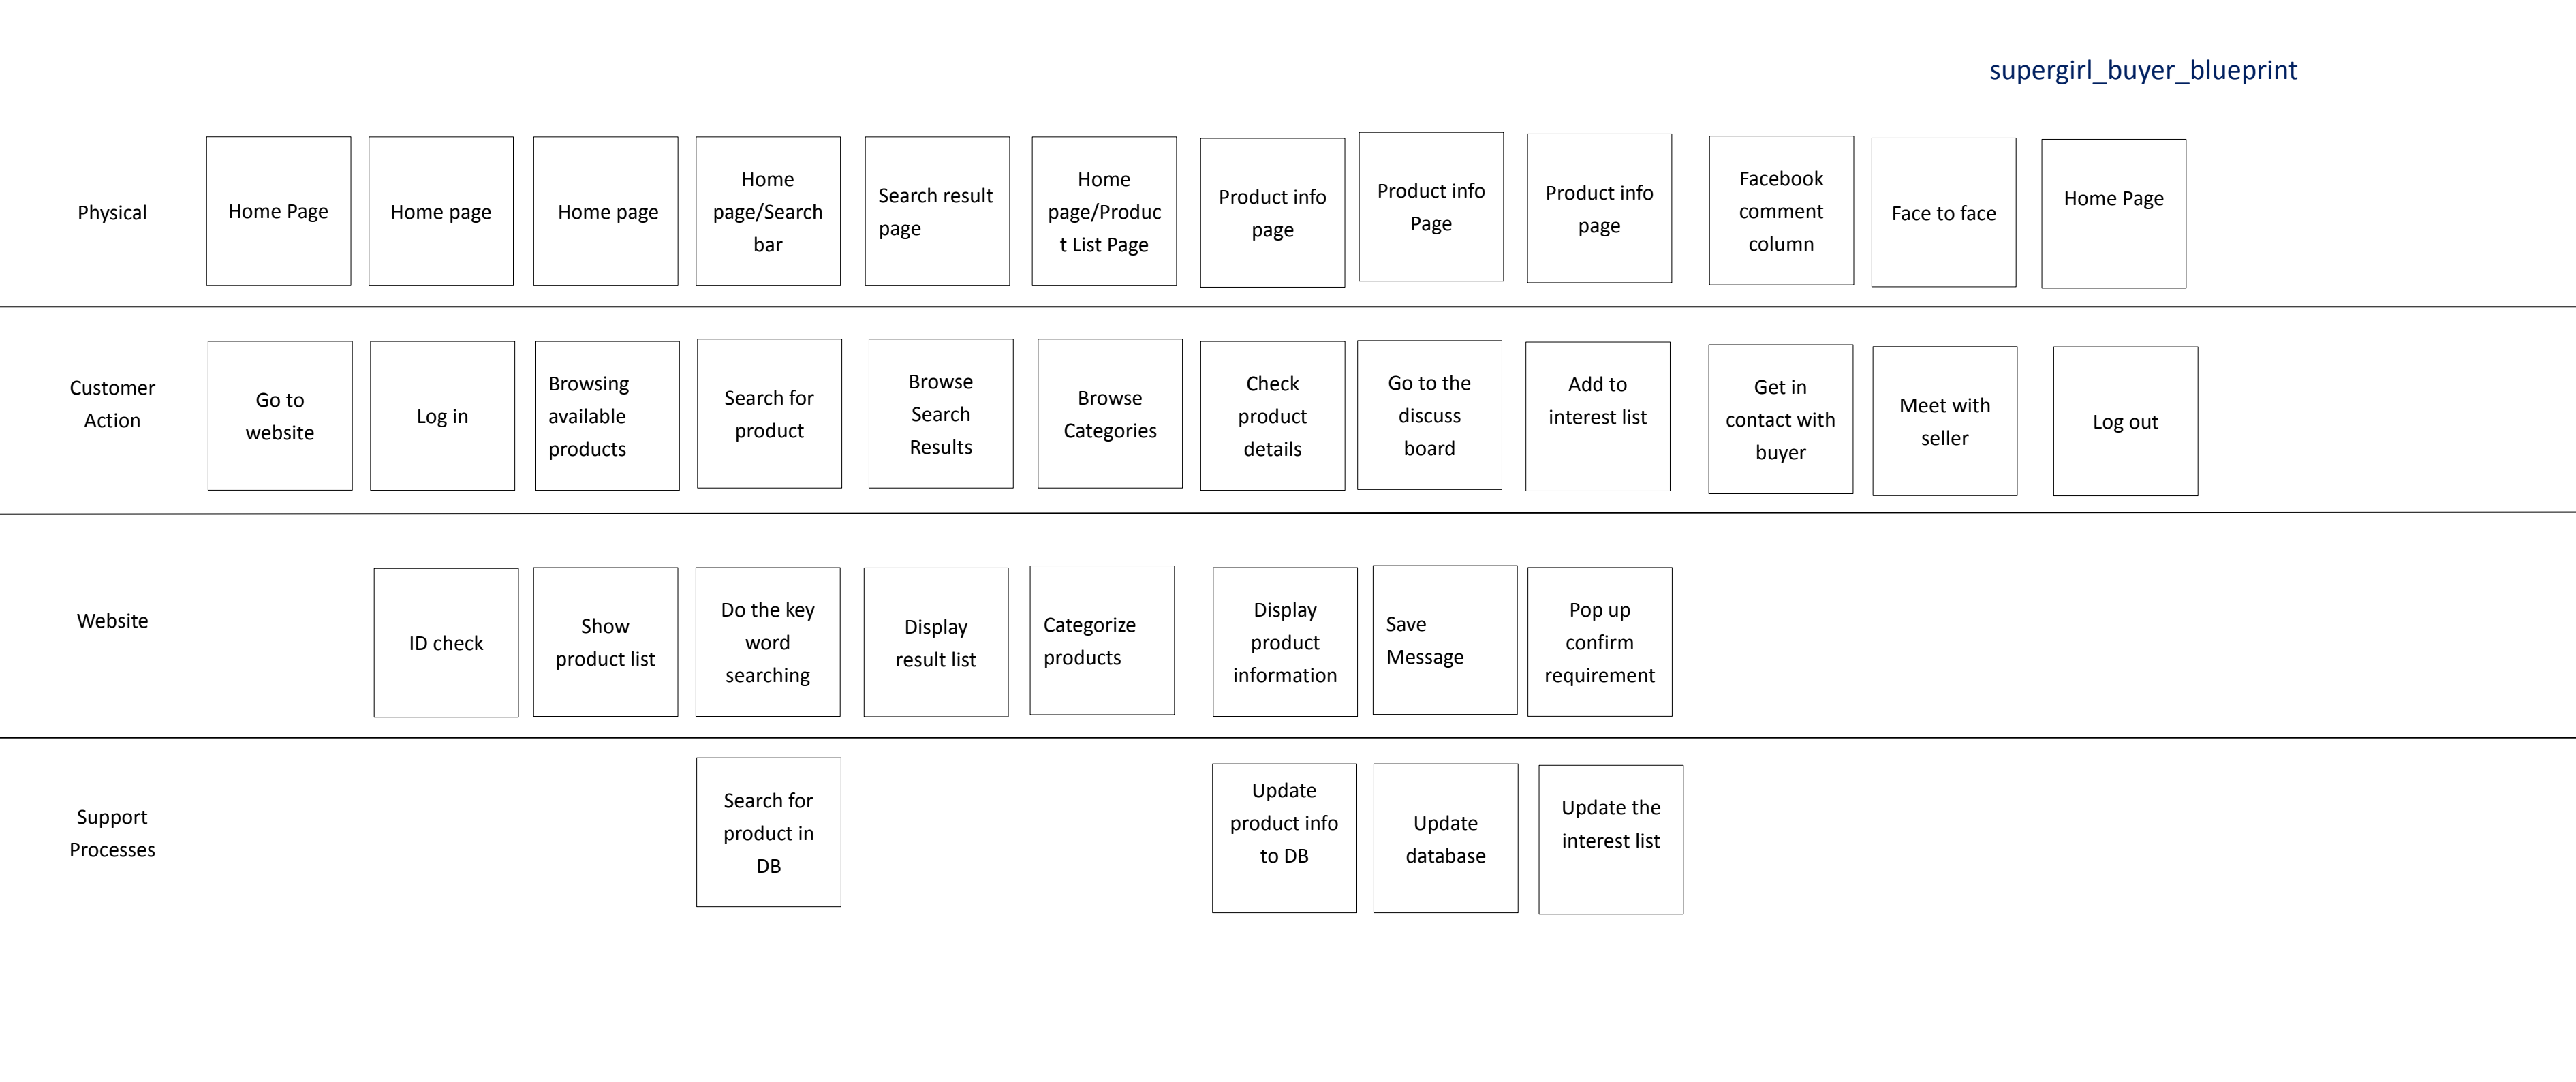 supergirl_buyer_blueprint
Physical
Home Page
Home page
Home page
Home
page/Search
bar
Search result
page
Home
page/Produc
t List Page
Product info
page
Product info
Page
Product info
page
Facebook
comment
column
Face to face
Home Page
Customer
Action
Go to
website
Log in
Browsing
available
products
Search for
product
Browse
Search
Results
Browse
Categories
Check
product
details
Go to the
discuss
board
Add to
interest list
Get in
contact with
buyer
Meet with
seller
Log out
Website
ID check
Show
product list
Do the key
word
searching
Display
result list
Categorize
products
Display
product
information
Save
Message
Pop up
confirm
requirement
Support
Processes
Search for
product in
DB
Update
product info
to DB
Update
database
Update the
interest list